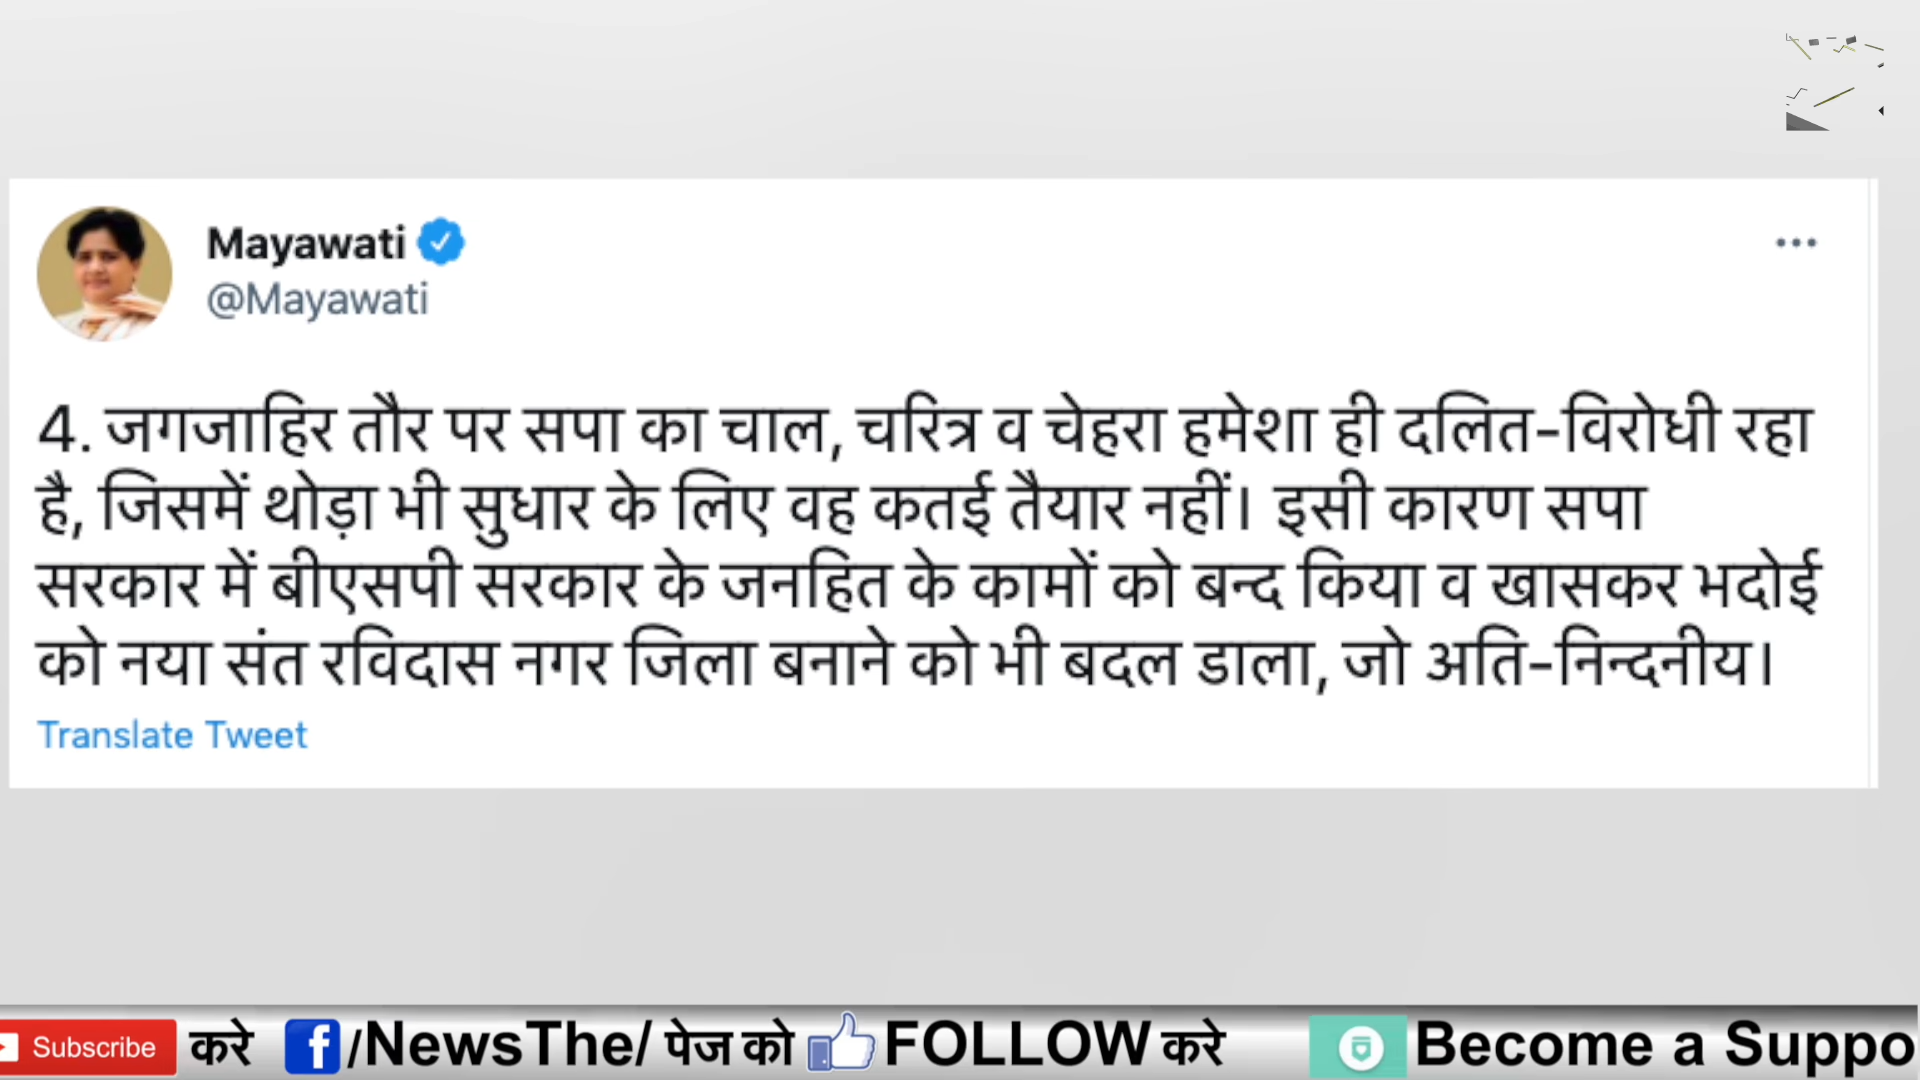 Mayawati
@Mayawati
4. जगजाहिर तौर पर सपा का चाल, चरित्र व चेहरा हमेशा ही दलित-विरोधी रहा
है, जिसमें थोड़ा भी सुधार के लिए वह कतई तैयार नहीं। इसी कारण सपा
सरकार में बीएसपी सरकार के जनहित के कामों को बन्द किया व खासकर भदोई
को नया संत रविदास नगर जिला बनाने को भी बदल डाला, जो अति-निन्दनीय।
Translate Tweet
Subscribe करे f/NewsThe/ पेज को FOLLOW करे Become a Suppo